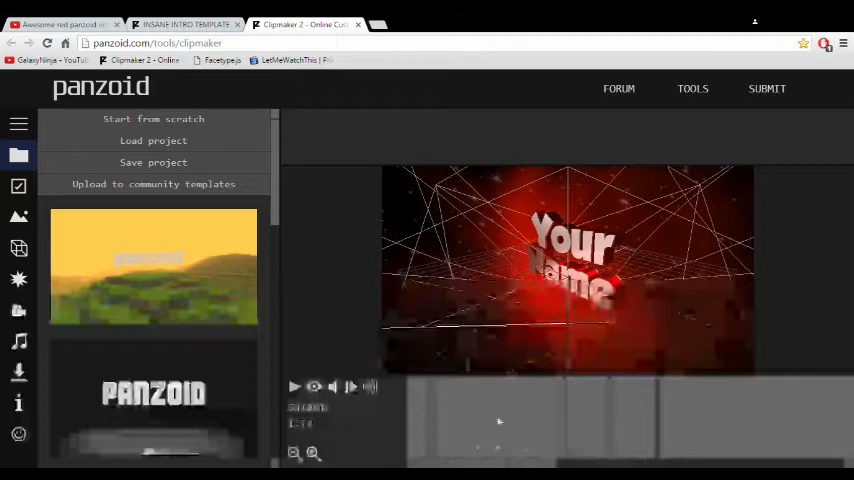 Awesome red panzoid int
INSANE INTRO TEMPLATE
Clipmaker 2 - Online Cust
panzoid.com/tools/clipmaker
GalaxyNinja - YouTub
Clipmaker 2 - Online
Facetype.js
LetMeWatchThis | Pri
panzoid
FORUM
TOOLS
SUBMIT
Start from scratch
Load project
Save project
Upload to community templates
panzoid
PANZOID
Your
Name